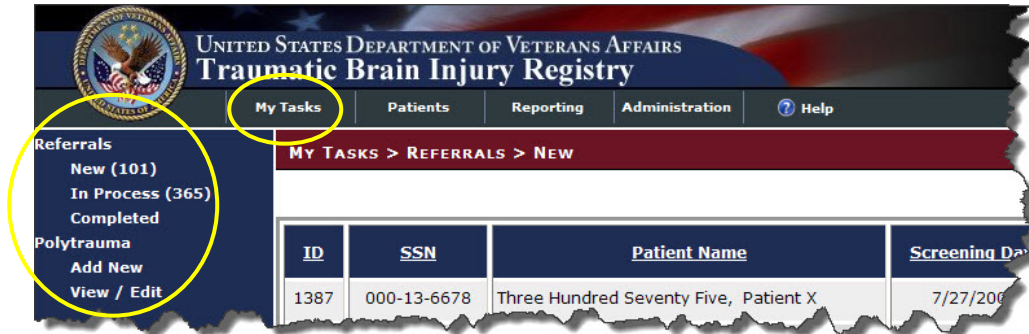 UNITED STATES DEPARTMENT OF VETERANS AFFAIRS
Traumatic Brain Injury Registry
My Tasks Patients Reporting Administration ? Help
Referrals
New (101)
In Process (365)
Completed
Polytrauma
Add New
View / Edit
MY TASKS > REFERRALS > NEW
ID SSN Patient Name Screening
1387 000-13-6678 Three Hundred Seventy Five, Patient X 7/27/200